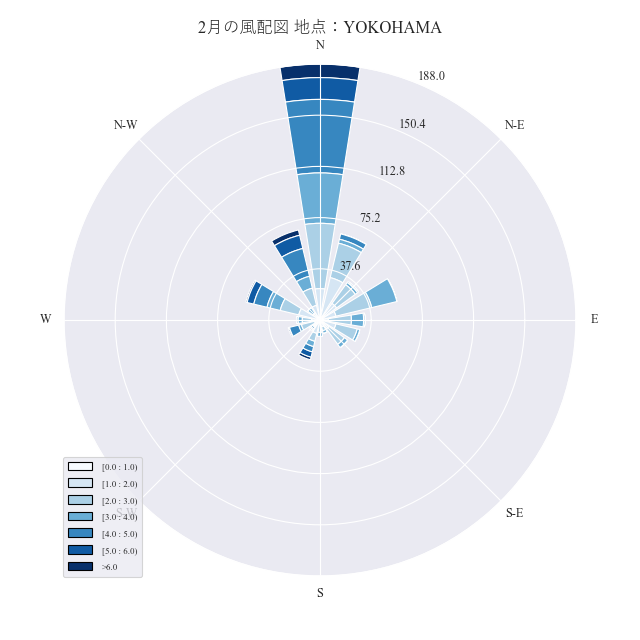 2月の風配図 地点：YOKOHAMA
N
188.0
N-W
N-E
150.4
112.8
75.2
37.6
W
E
[0.0 : 1.0)
[1.0 : 2.0)
[2.0 : 3.0)
S-W
S-E
[3.0 : 4.0)
[4.0 : 5.0)
[5.0 : 6.0)
>6.0
S